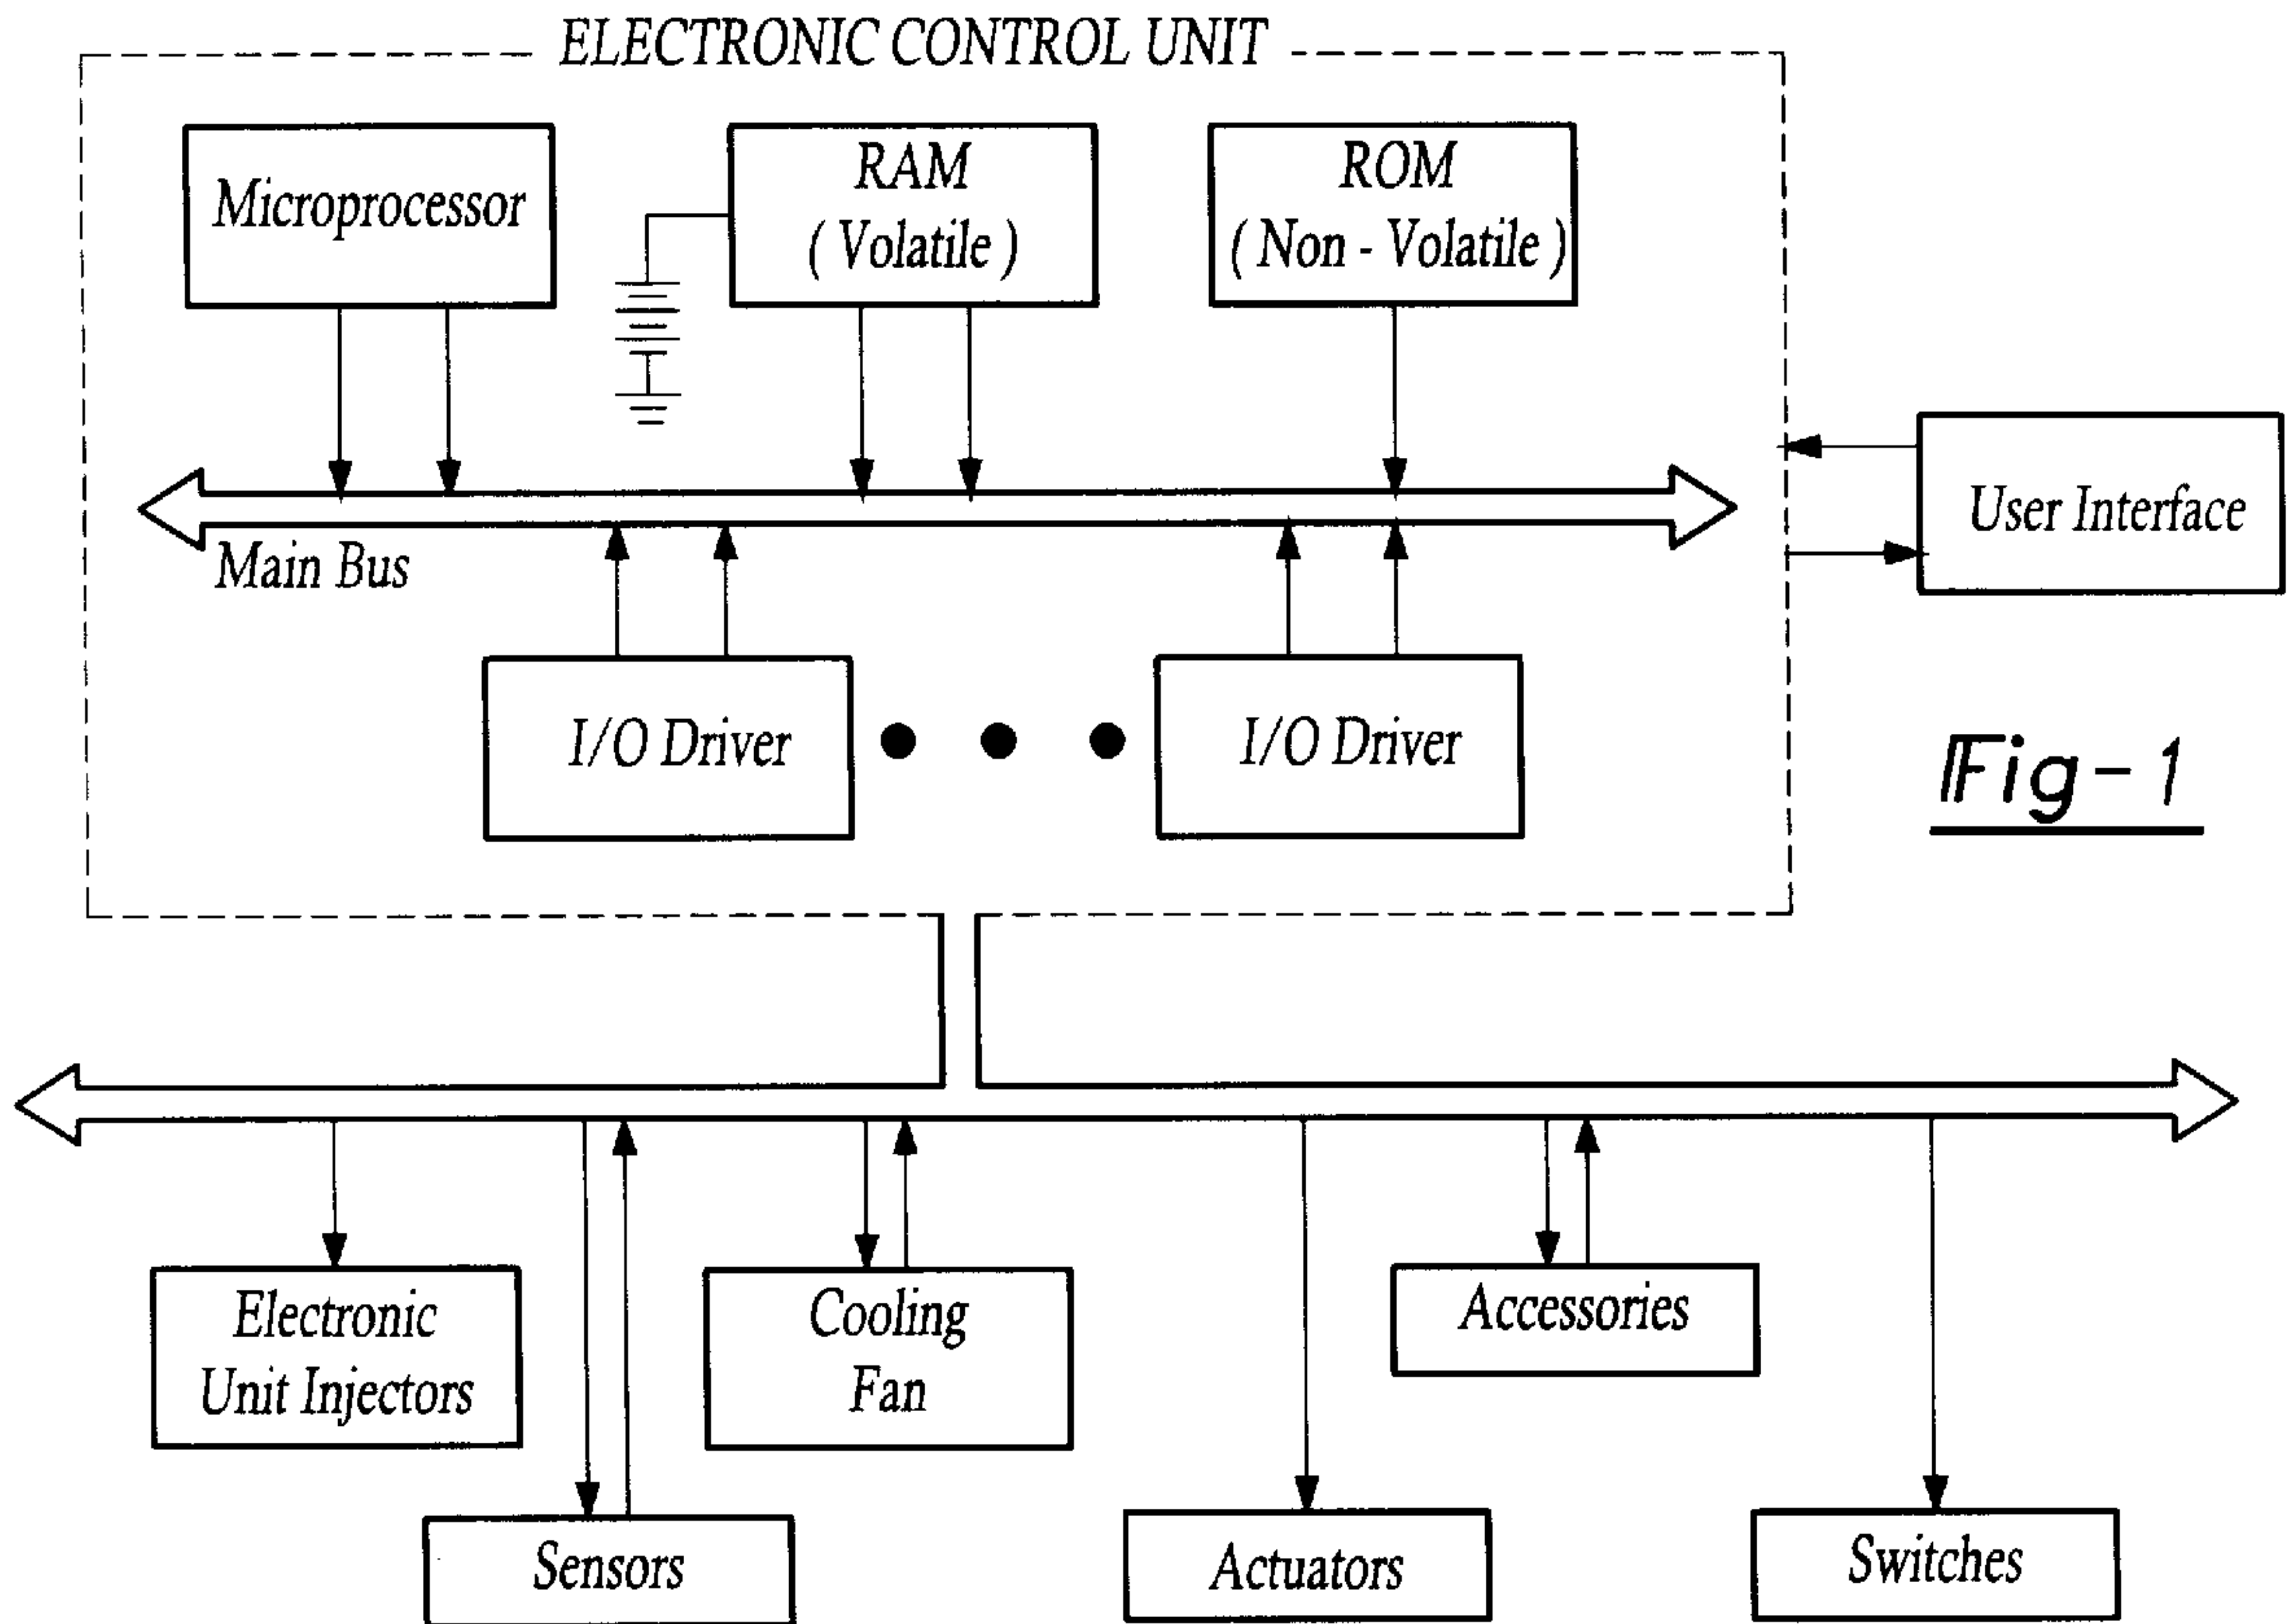 ELECTRONIC CONTROL UNIT
Microprocessor
RAM
( Volatile )
ROM
( Non - Volatile )
User Interface
Main Bus
I/O Driver
I/O Driver
Fig-1
Electronic
Unit Injectors
Cooling
Fan
Accessories
Sensors
Actuators
Switches